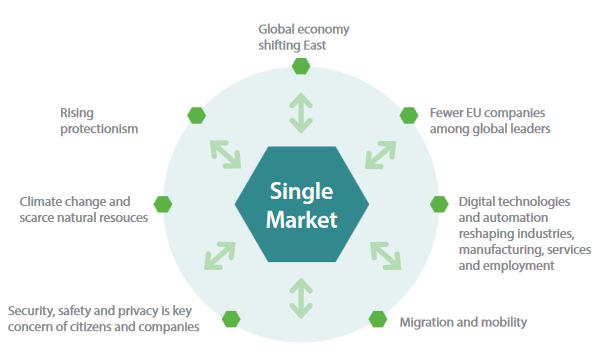 Global economy
shifting East
Rising
protectionism
Fewer EU companies
among global leaders
Single
Market
Climate change and
scarce natural resouces
Digital technologies
and automation
reshaping industries,
manufacturing, services
and employment
Security, safety and privacy is key
concern of citizens and companies
Migration and mobility